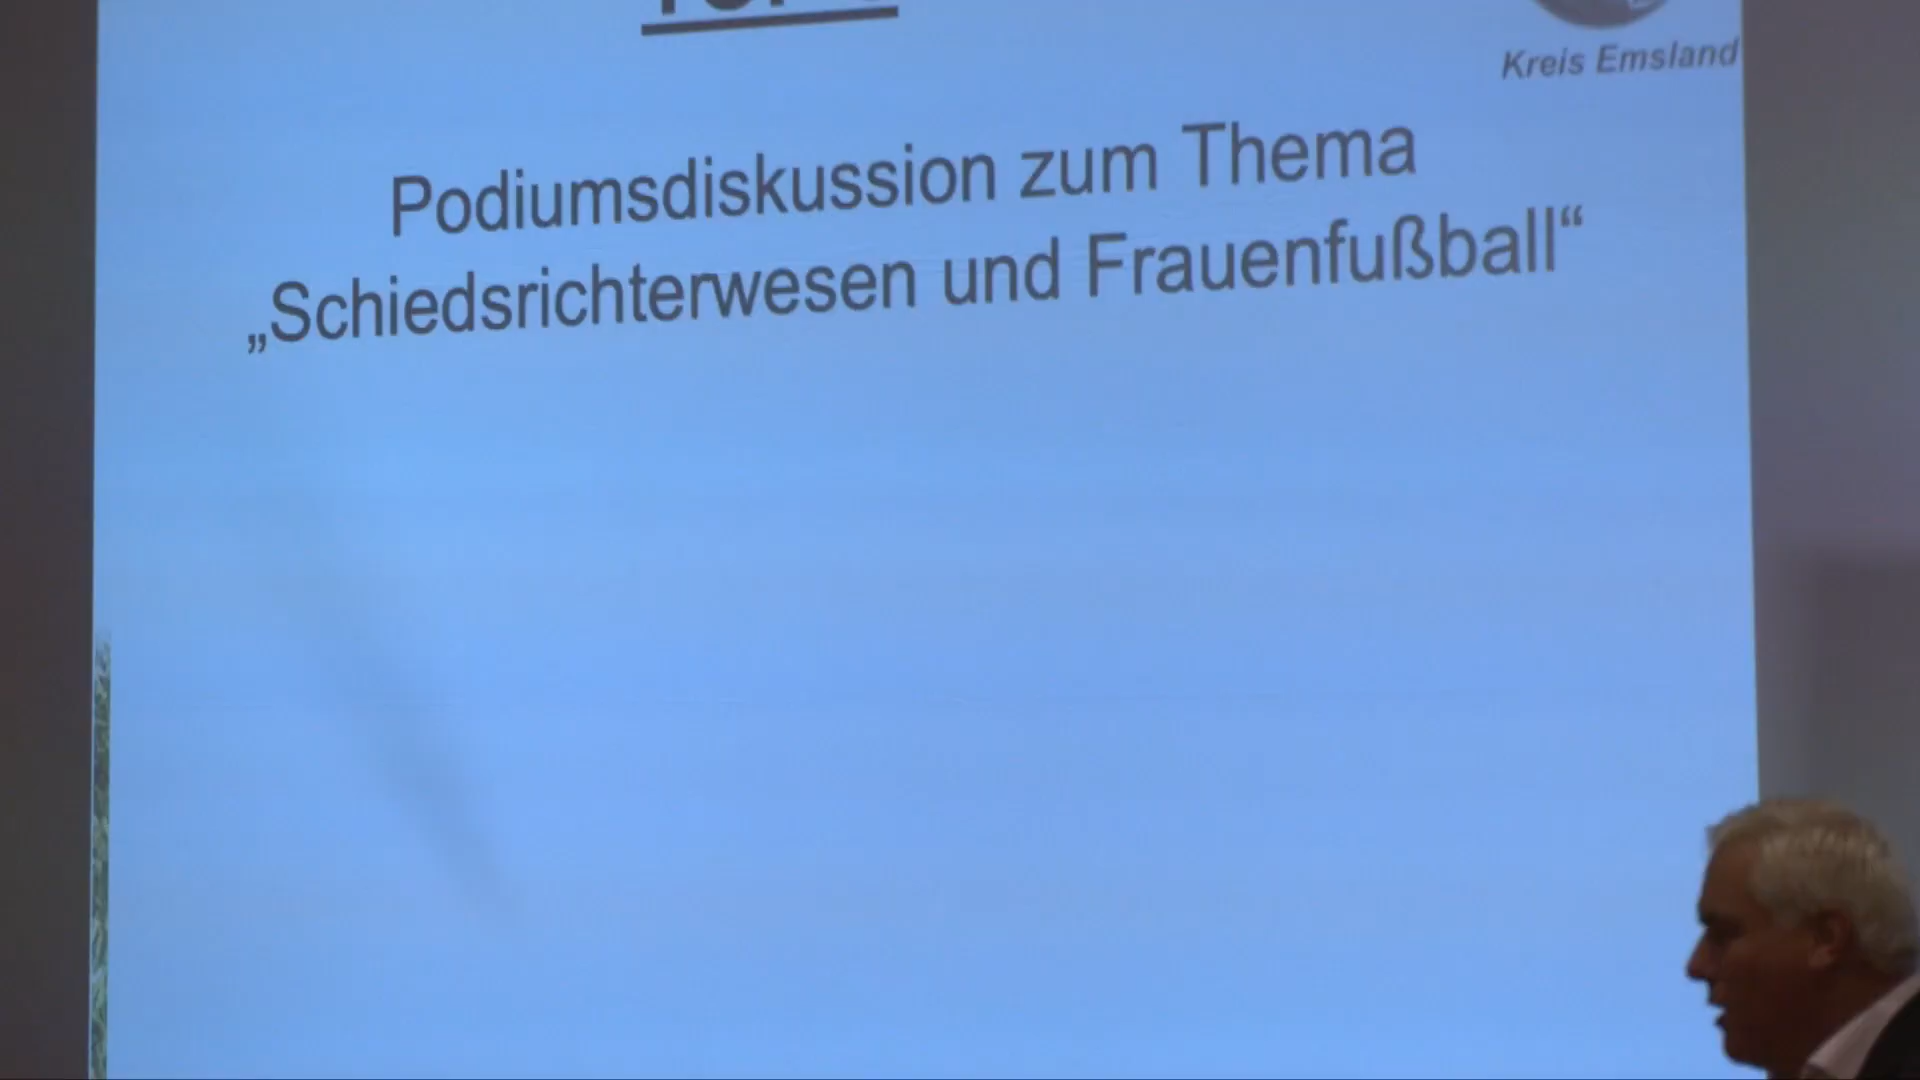 Kreis Emsland
Podiumsdiskussion zum Thema
„Schiedsrichterwesen und Frauenfußball“